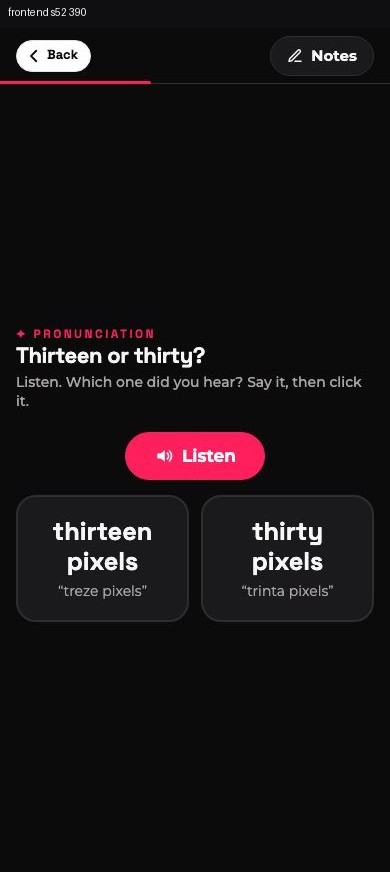 frontend s52 390
Back
Notes
✦ PRONUNCIATION
Thirteen or thirty?
Listen. Which one did you hear? Say it, then click
it.
Listen
thirteen
pixels
“treze pixels”
thirty
pixels
“trinta pixels”